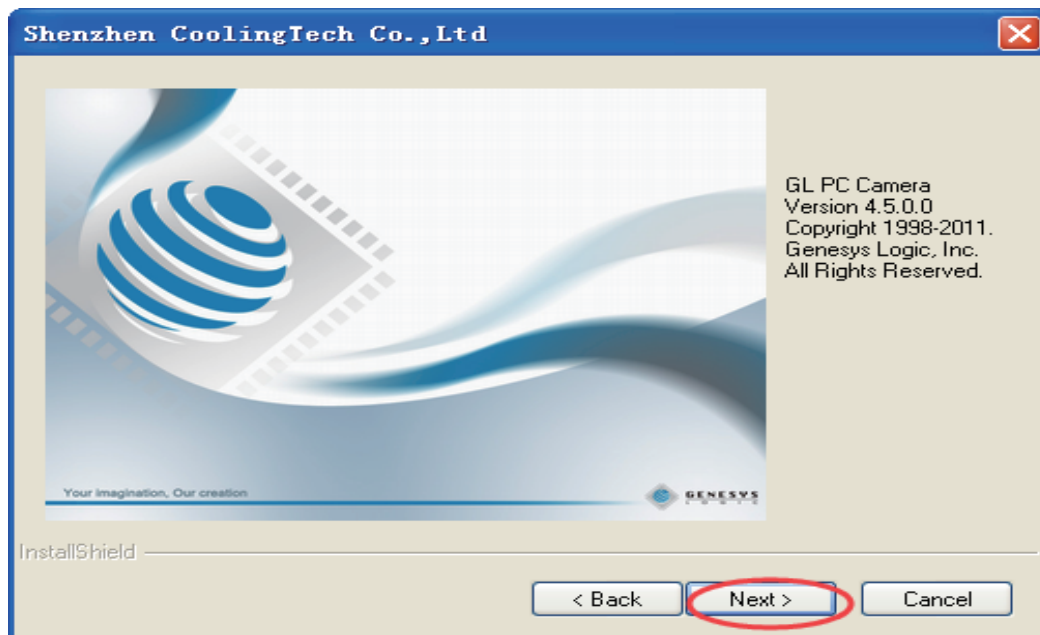 Shenzhen CoolingTech Co.,Ltd
GL PC Camera
Version 4.5.0.0
Copyright 1998-2011.
Genesys Logic, Inc.
All Rights Reserved.
Your imagination, Our creation
GENESYS
LOGIC
InstallShield
< Back
Next >
Cancel